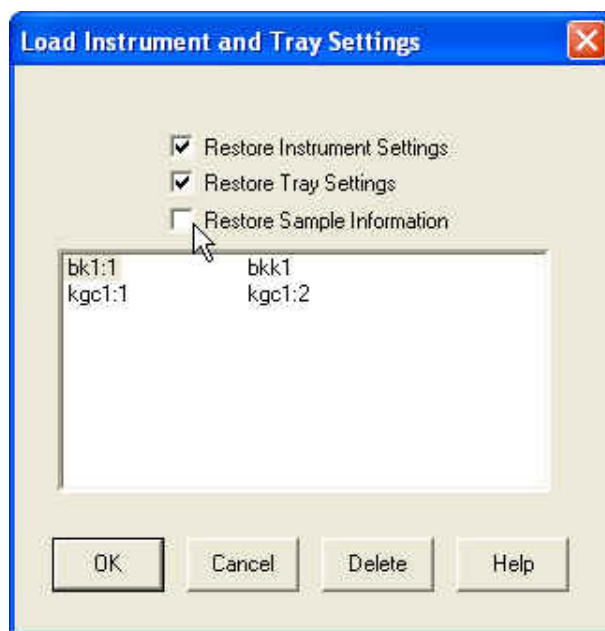 Load Instrument and Tray Settings
Restore Instrument Settings
Restore Tray Settings
Restore Sample Information
bk1:1 bkk1
kgc1:1 kgc1:2
OK Cancel Delete Help